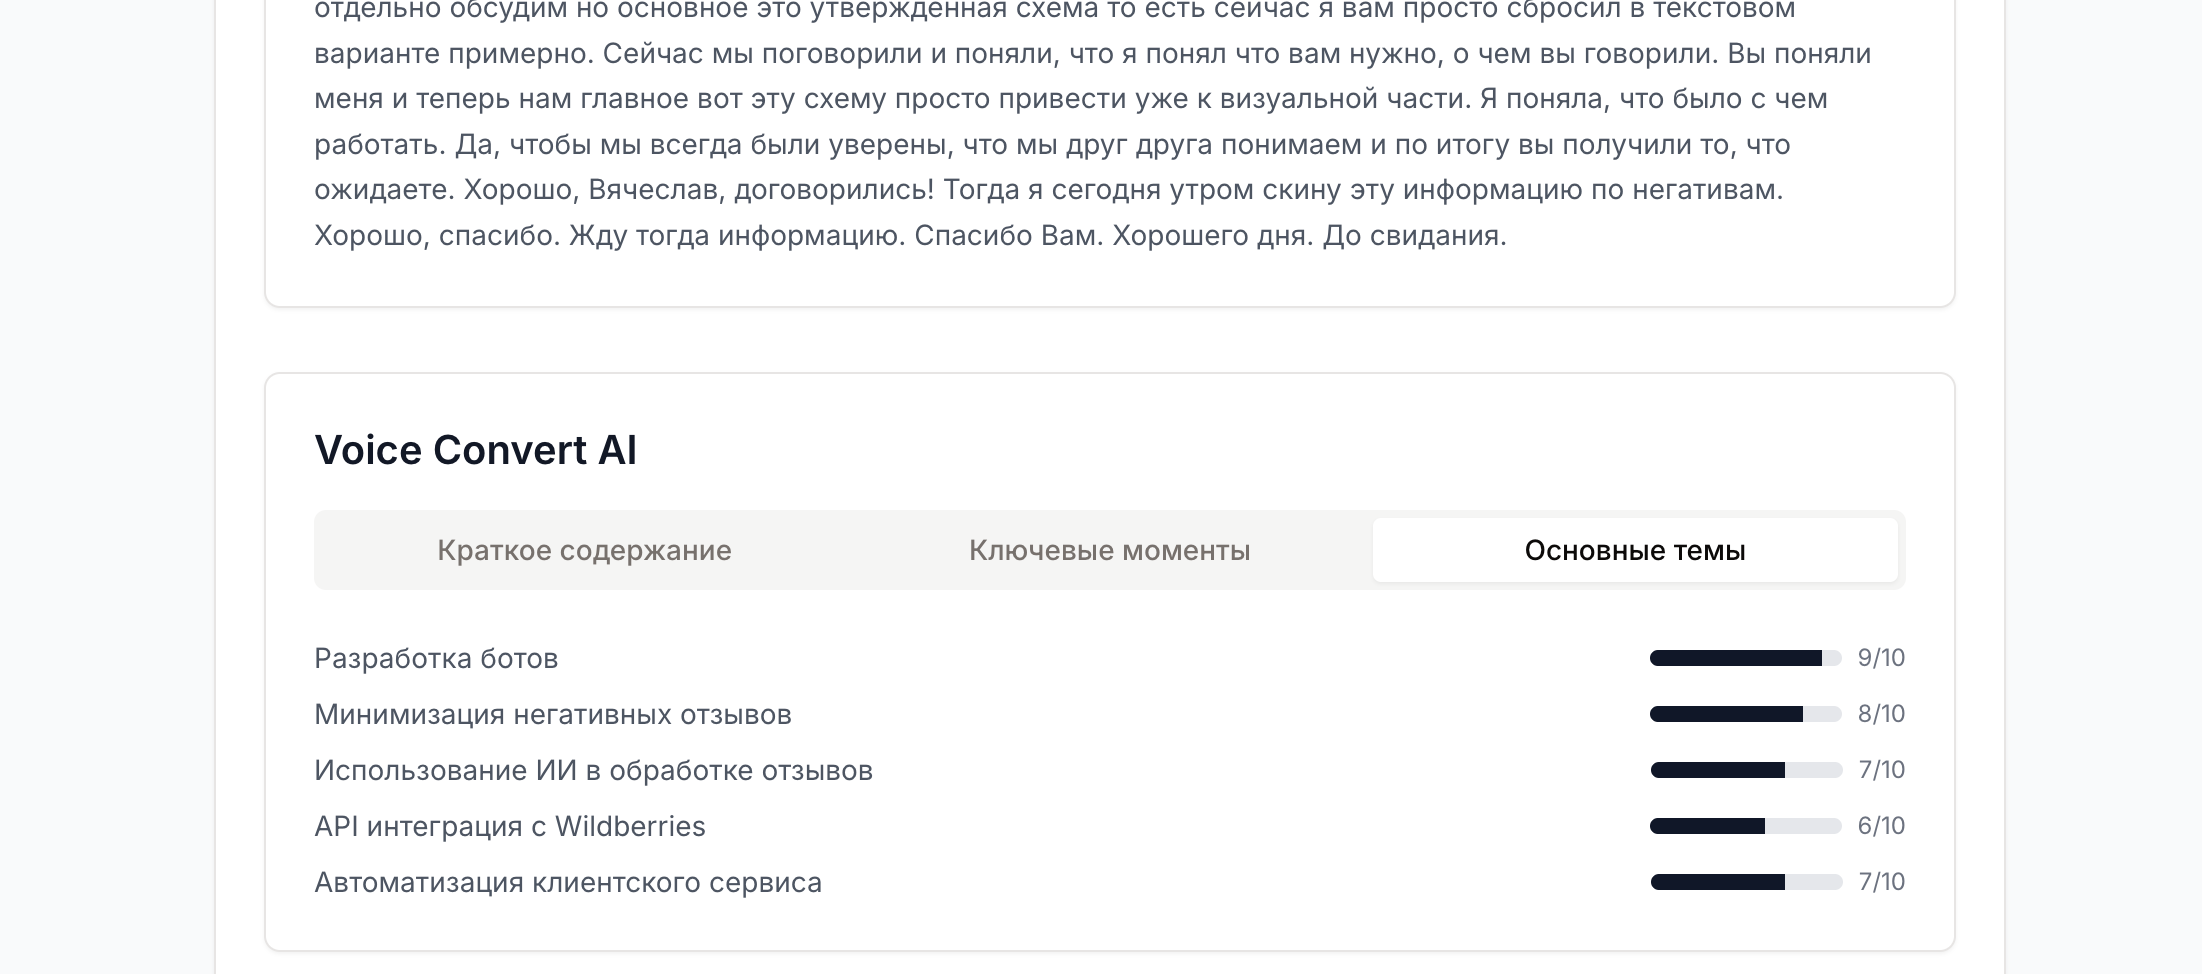 отдельно обсудим но основное это утвержденная схема то есть сейчас я вам просто сбросил в текстовом
варианте примерно. Сейчас мы поговорили и поняли, что я понял что вам нужно, о чем вы говорили. Вы поняли
меня и теперь нам главное вот эту схему просто привести уже к визуальной части. Я поняла, что было с чем
работать. Да, чтобы мы всегда были уверены, что мы друг друга понимаем и по итогу вы получили то, что
ожидаете. Хорошо, Вячеслав, договорились! Тогда я сегодня утром скину эту информацию по негативам.
Хорошо, спасибо. Жду тогда информацию. Спасибо Вам. Хорошего дня. До свидания.
Voice Convert AI
Краткое содержание Ключевые моменты Основные темы
Разработка ботов 9/10
Минимизация негативных отзывов 8/10
Использование ИИ в обработке отзывов 7/10
API интеграция с Wildberries 6/10
Автоматизация клиентского сервиса 7/10